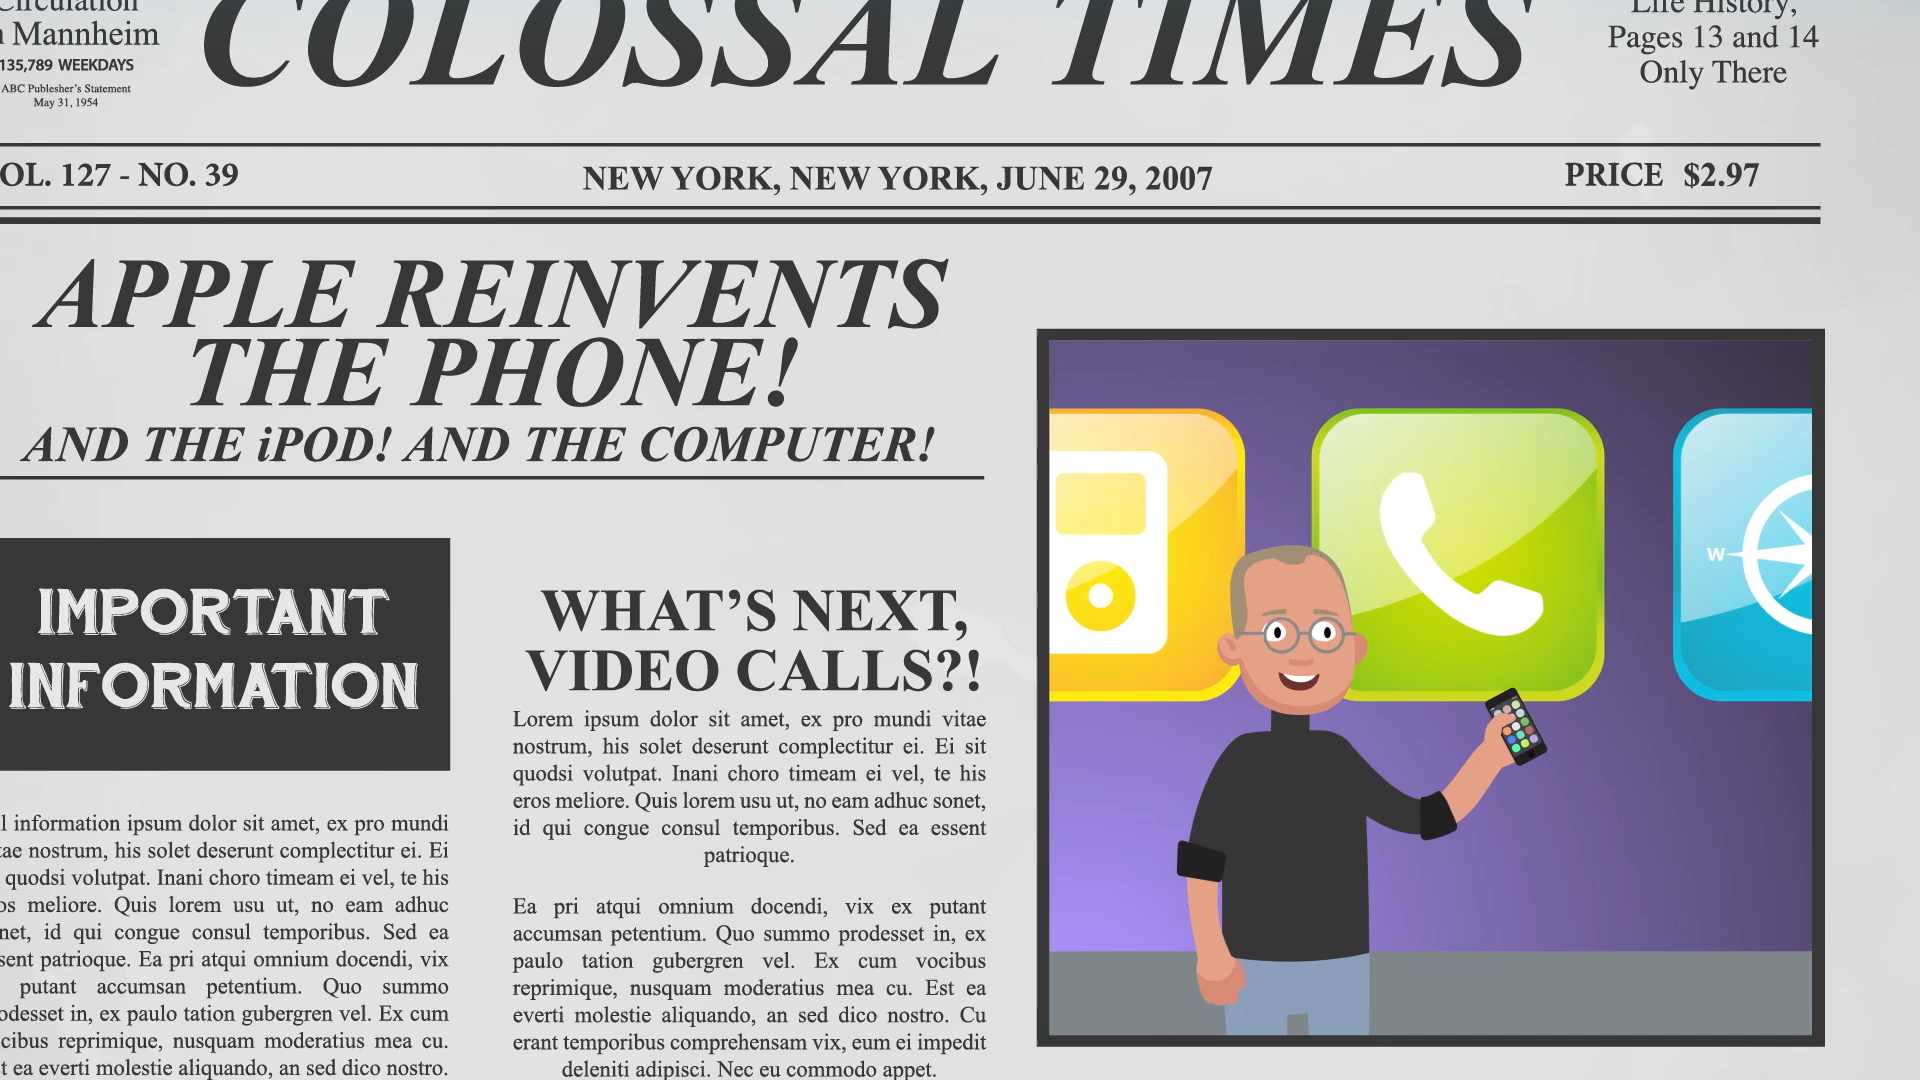 Circulation
Mannheim
135,789 WEEKDAYS
ABC Publesher's Statement
May 31, 1954
COLOSSAL TIMES
Life History,
Pages 13 and 14
Only There
OL. 127 - NO. 39
NEW YORK, NEW YORK, JUNE 29, 2007
PRICE $2.97
APPLE REINVENTS
THE PHONE!
AND THE iPOD! AND THE COMPUTER!
IMPORTANT
INFORMATION
l information ipsum dolor sit amet, ex pro mundi
tae nostrum, his solet deserunt complectitur ei. Ei
quodsi volutpat. Inani choro timeam ei vel, te his
os meliore. Quis lorem usu ut, no eam adhuc
net, id qui congue consul temporibus. Sed ea
sent patrioque. Ea pri atqui omnium docendi, vix
putant accumsan petentium. Quo summo
odesset in, ex paulo tation gubergren vel. Ex cum
cibus reprimique, nusquam moderatius mea cu.
t ea everti molestie aliquando, an sed dico nostro.
WHAT'S NEXT,
VIDEO CALLS?!
Lorem ipsum dolor sit amet, ex pro mundi vitae
nostrum, his solet deserunt complectitur ei. Ei sit
quodsi volutpat. Inani choro timeam ei vel, te his
eros meliore. Quis lorem usu ut, no eam adhuc sonet,
id qui congue consul temporibus. Sed ea essent
patrioque.
Ea pri atqui omnium docendi, vix ex putant
accumsan petentium. Quo summo prodesset in, ex
paulo tation gubergren vel. Ex cum vocibus
reprimique, nusquam moderatius mea cu. Est ea
everti molestie aliquando, an sed dico nostro. Cu
erant temporibus comprehensam vix, eum ei impedit
deleniti adipisci. Nec eu commodo appet.
W